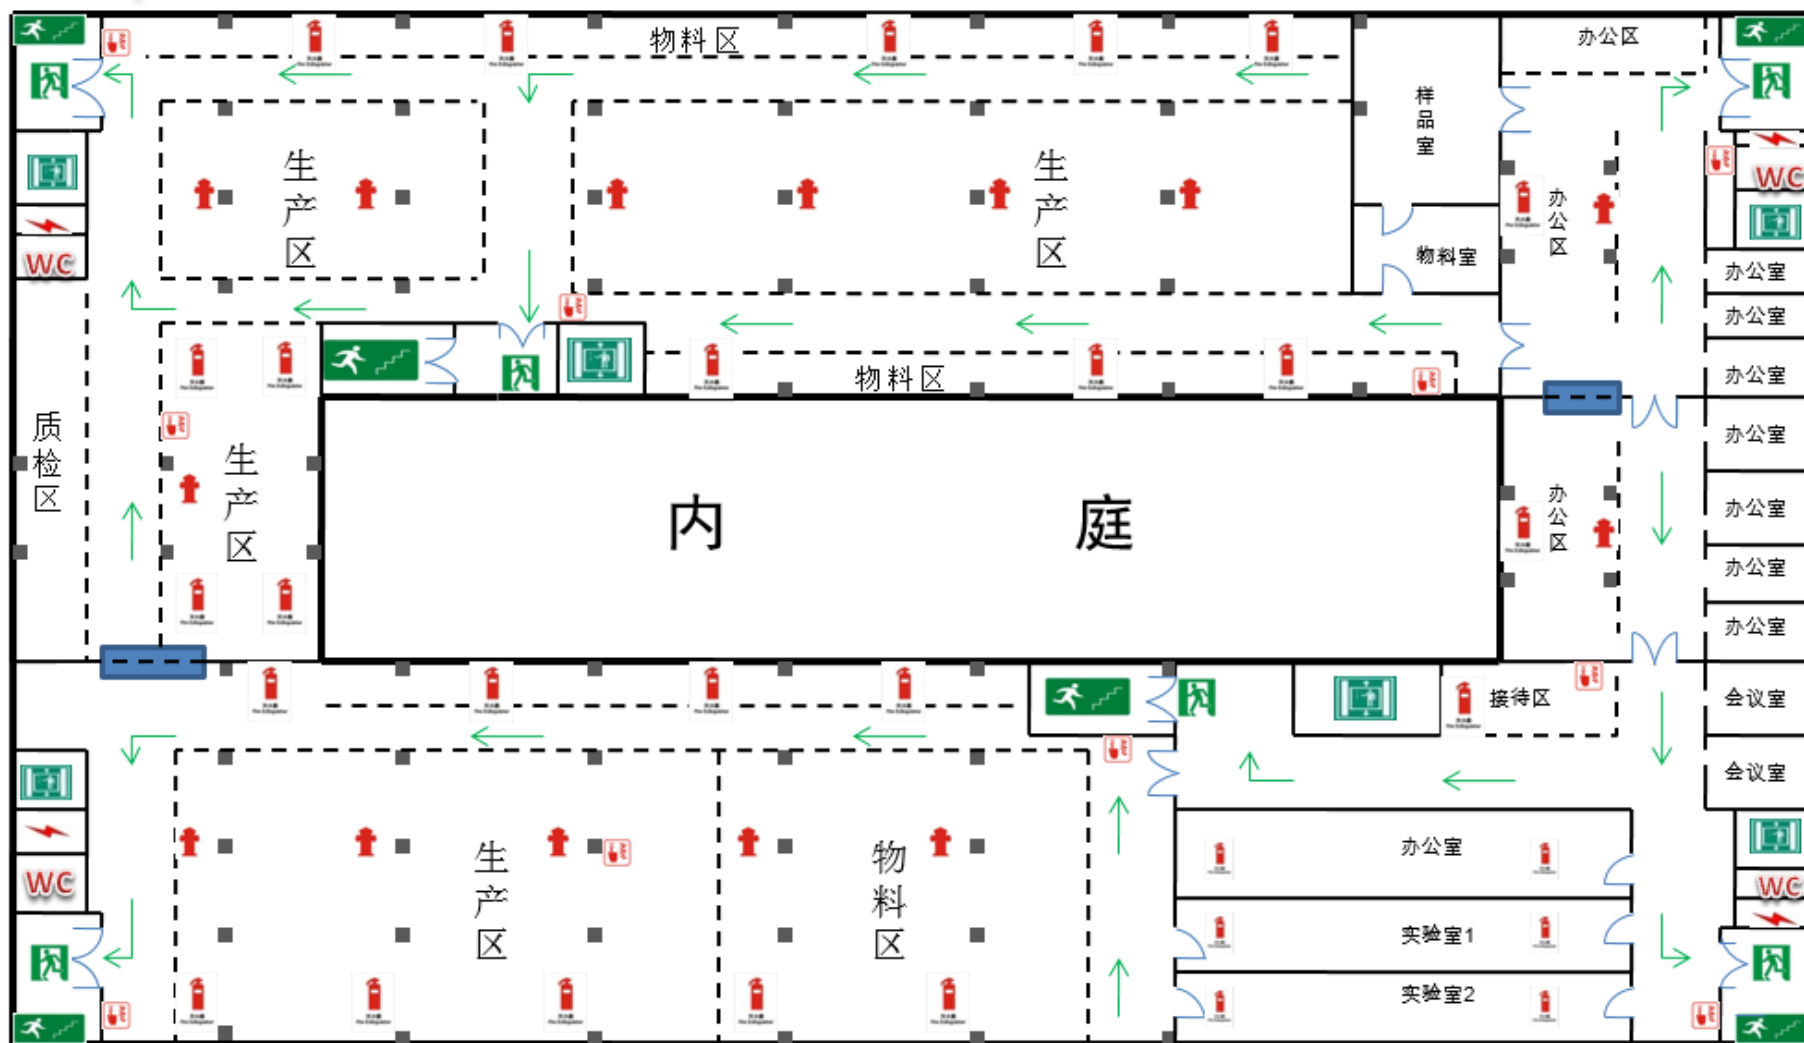 物料区
办公区
样品室
生产区
生产区
办公区
WC
WC
物料室
办公室
办公室
办公室
物料区
质检区
生产区
内庭
办公区
办公室
办公室
办公室
办公室
接待区
会议室
会议室
生产区
物料区
办公室
WC
WC
实验室1
实验室2